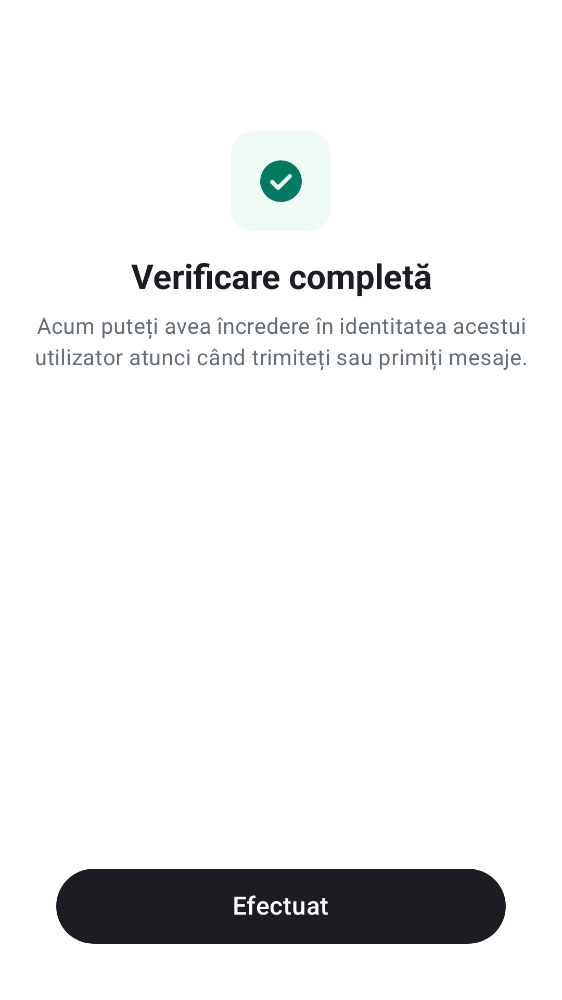 Verificare completă
Acum puteți avea încredere în identitatea acestui
utilizator atunci când trimiteți sau primiți mesaje.
Efectuat